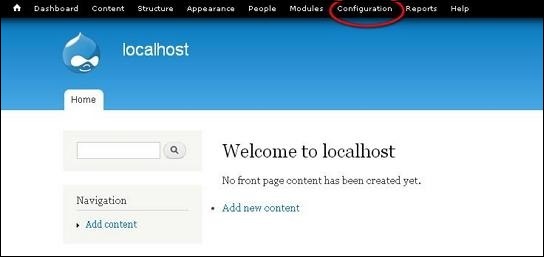 Dashboard Content Structure Appearance People Modules Configuration Reports Help
localhost
Home
Welcome to localhost
No front page content has been created yet.
Add new content
Navigation
Add content